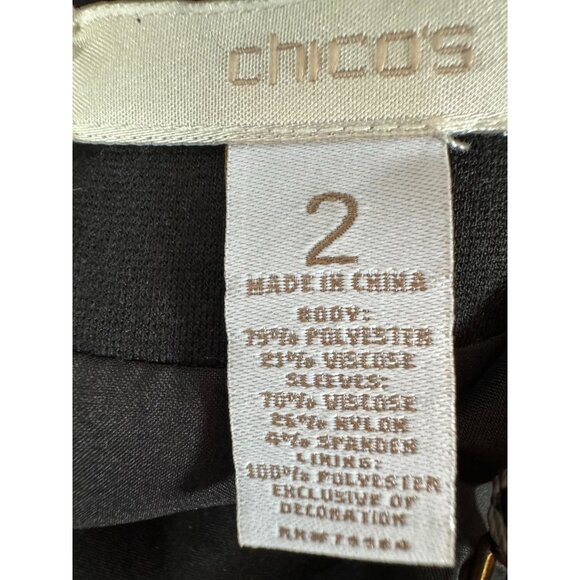 chico's
2
MADE IN CHINA
BODY:
79% POLYESTER
21% VISCOSE
SLEEVES:
70% VISCOSE
26% NYLON
4% SPANDEX
LINING:
100% POLYESTER
EXCLUSIVE OF
DECORATION